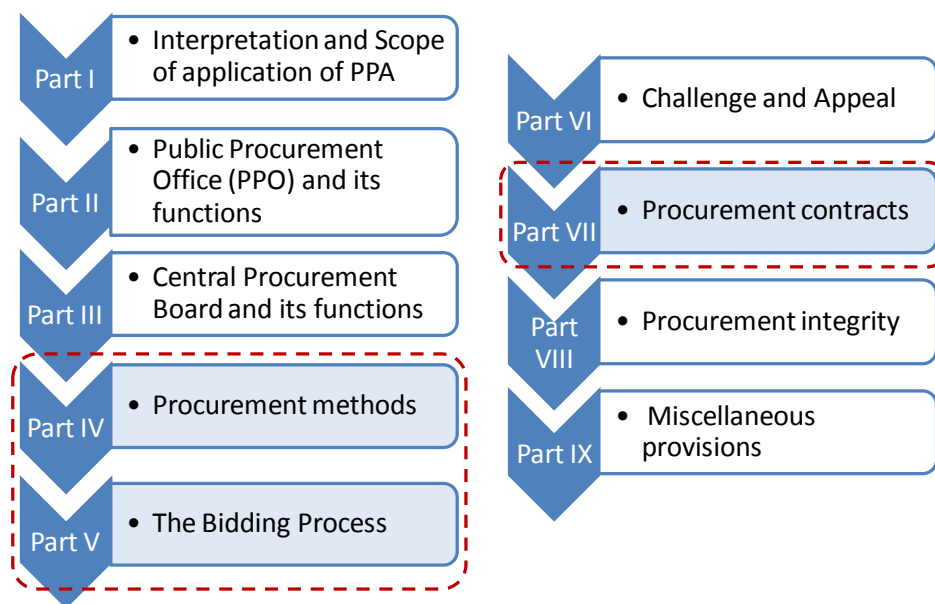 Part I
• Interpretation and Scope
of application of PPA
Part II
• Public Procurement
Office (PPO) and its
functions
Part III
• Central Procurement
Board and its functions
Part IV
• Procurement methods
Part V
• The Bidding Process
Part VI
• Challenge and Appeal
Part VII
• Procurement contracts
Part
VIII
• Procurement integrity
Part IX
• Miscellaneous
provisions